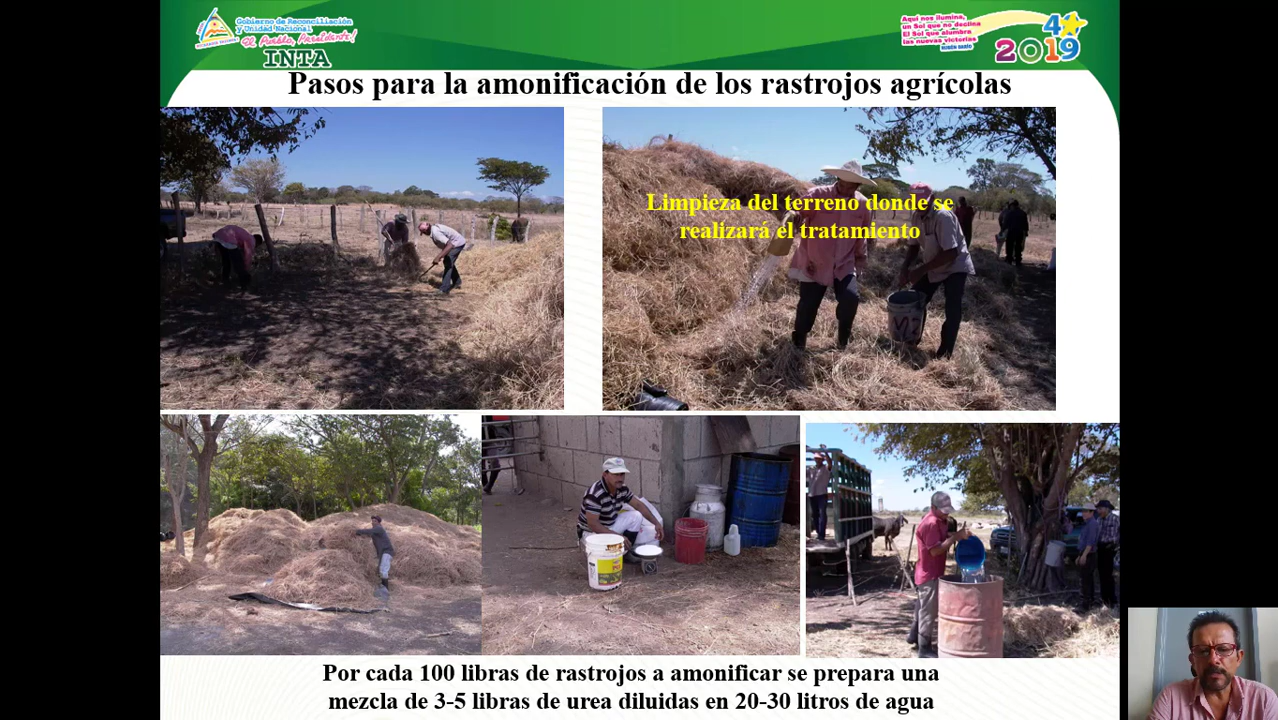 Gobierno de Reconciliación
y Unidad Nacional
El Pueblo, Presidente!
INTA
Aquí nos ilumina,
un Sol que no declina
El Sol que alumbra
las nuevas victorias
RUBÉN DARÍO
2019
Pasos para la amonificación de los rastrojos agrícolas
Limpieza del terreno donde se
realizará el tratamiento
Por cada 100 libras de rastrojos a amonificar se prepara una
mezcla de 3-5 libras de urea diluidas en 20-30 litros de agua